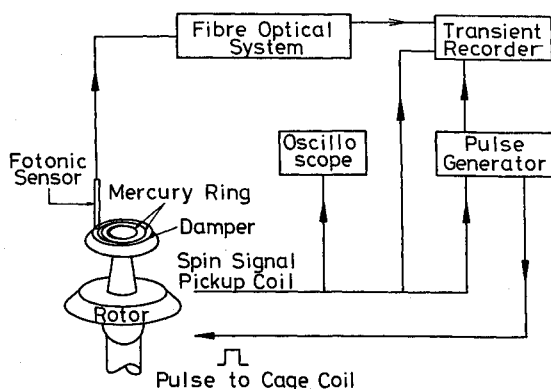 Fibre Optical
System
Transient
Recorder
Oscillo
scope
Pulse
Generator
Fotonic
Sensor
Mercury Ring
Damper
Spin Signal
Pickup Coil
Rotor
Pulse to Cage Coil